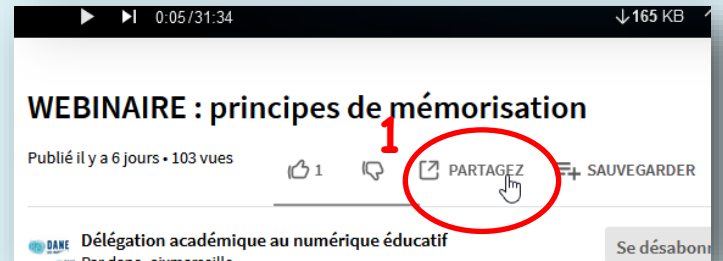 0:05/31:34 ↓165 KB
WEBINAIRE : principes de mémorisation
1
Publié il y a 6 jours • 103 vues 1 PARTAGEZ SAUVEGARDER
DANE Délégation académique au numérique éducatif
Se